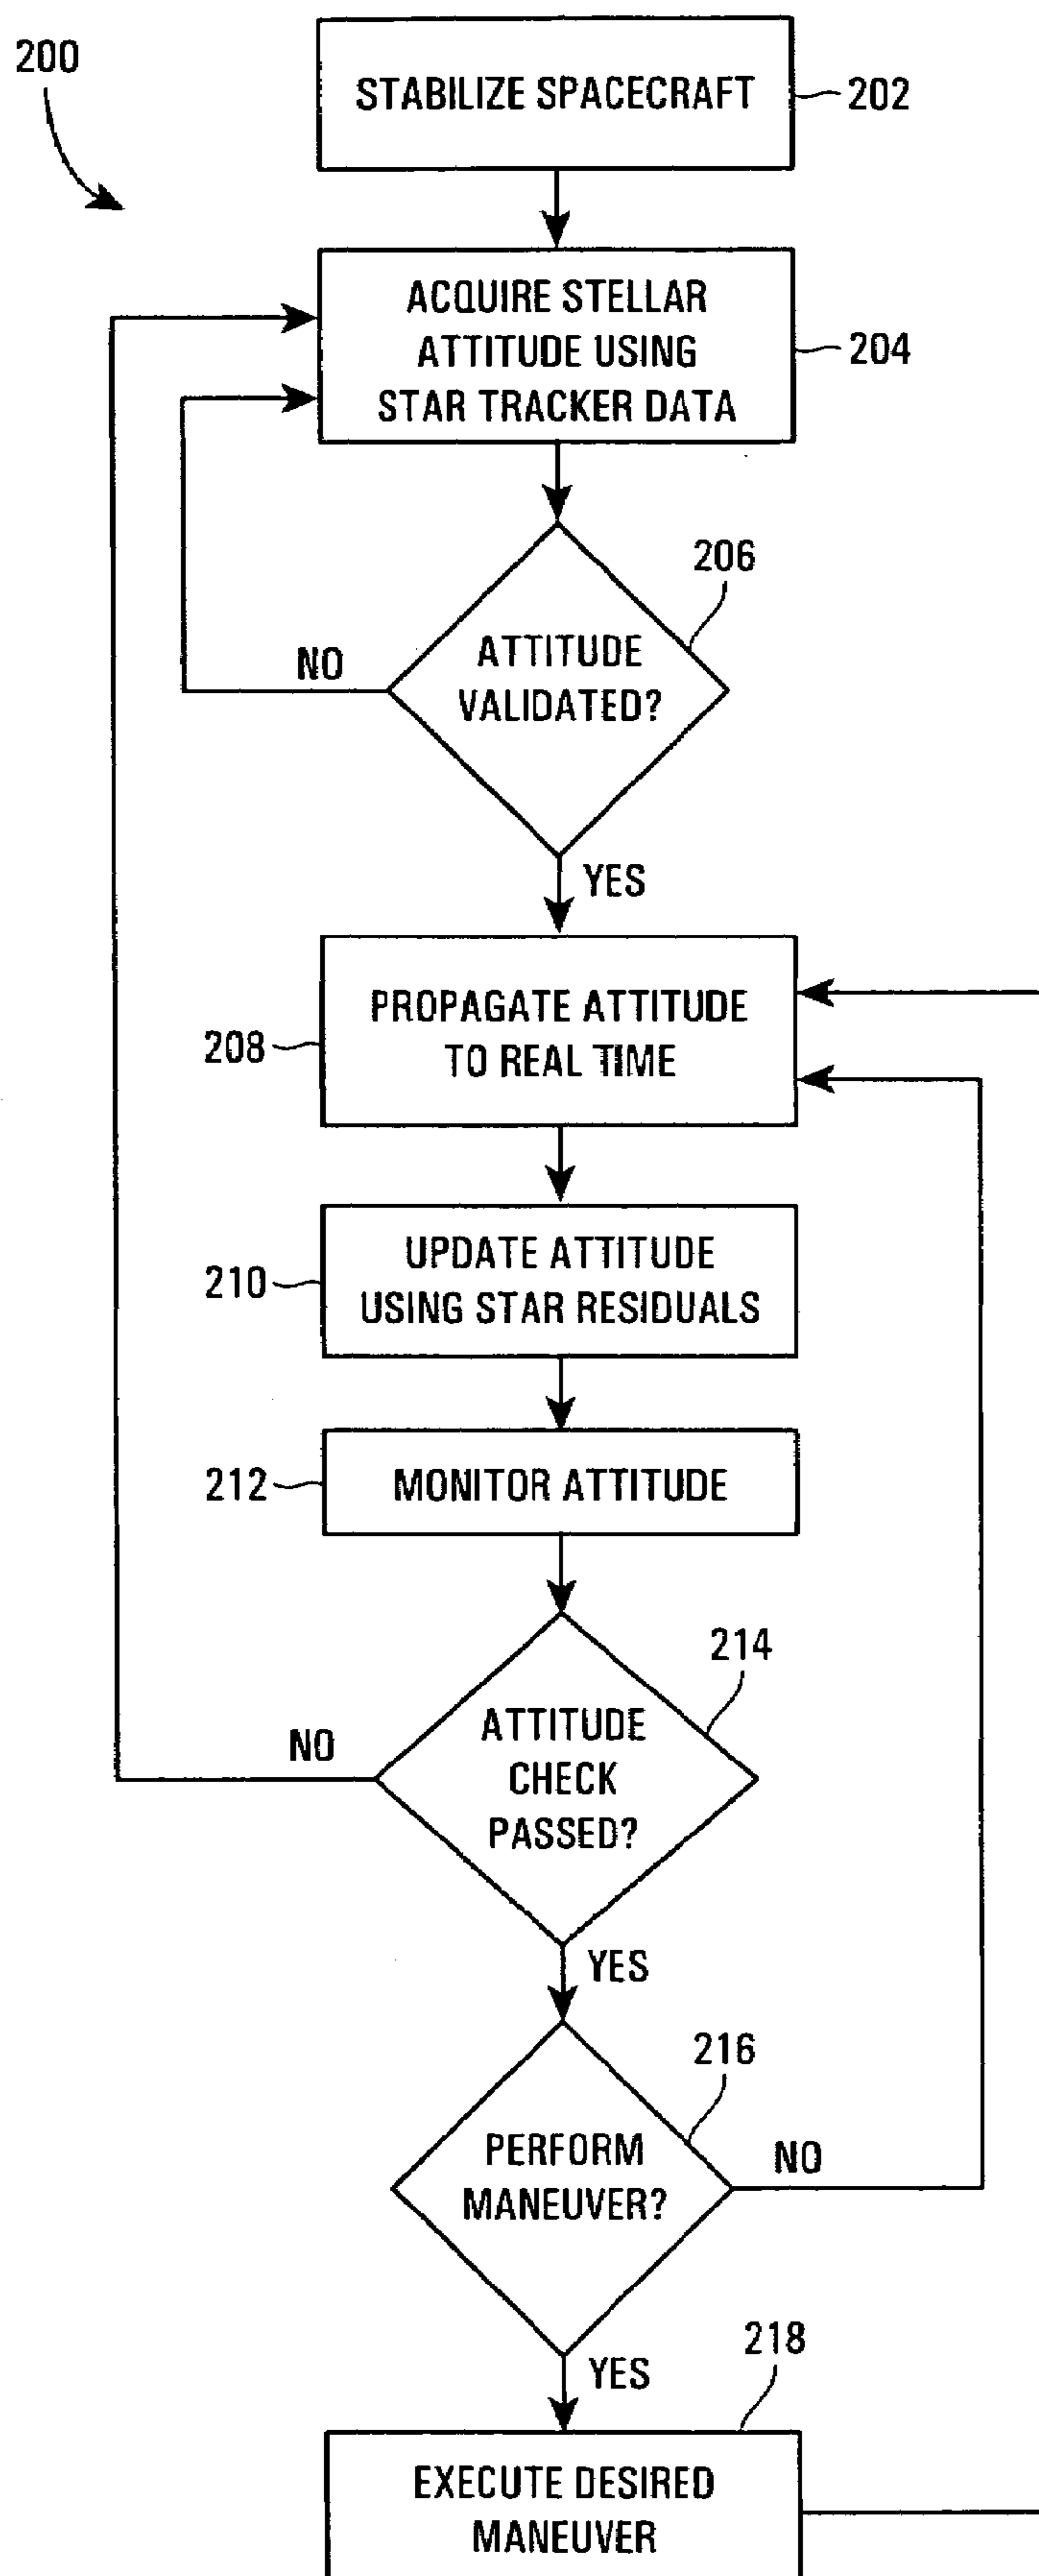 200
STABILIZE SPACECRAFT
202
ACQUIRE STELLAR
ATTITUDE USING
STAR TRACKER DATA
204
206
ATTITUDE
VALIDATED?
NO
YES
PROPAGATE ATTITUDE
TO REAL TIME
208
UPDATE ATTITUDE
USING STAR RESIDUALS
210
MONITOR ATTITUDE
212
214
ATTITUDE
CHECK
PASSED?
NO
YES
216
PERFORM
MANEUVER?
NO
YES
218
EXECUTE DESIRED
MANEUVER